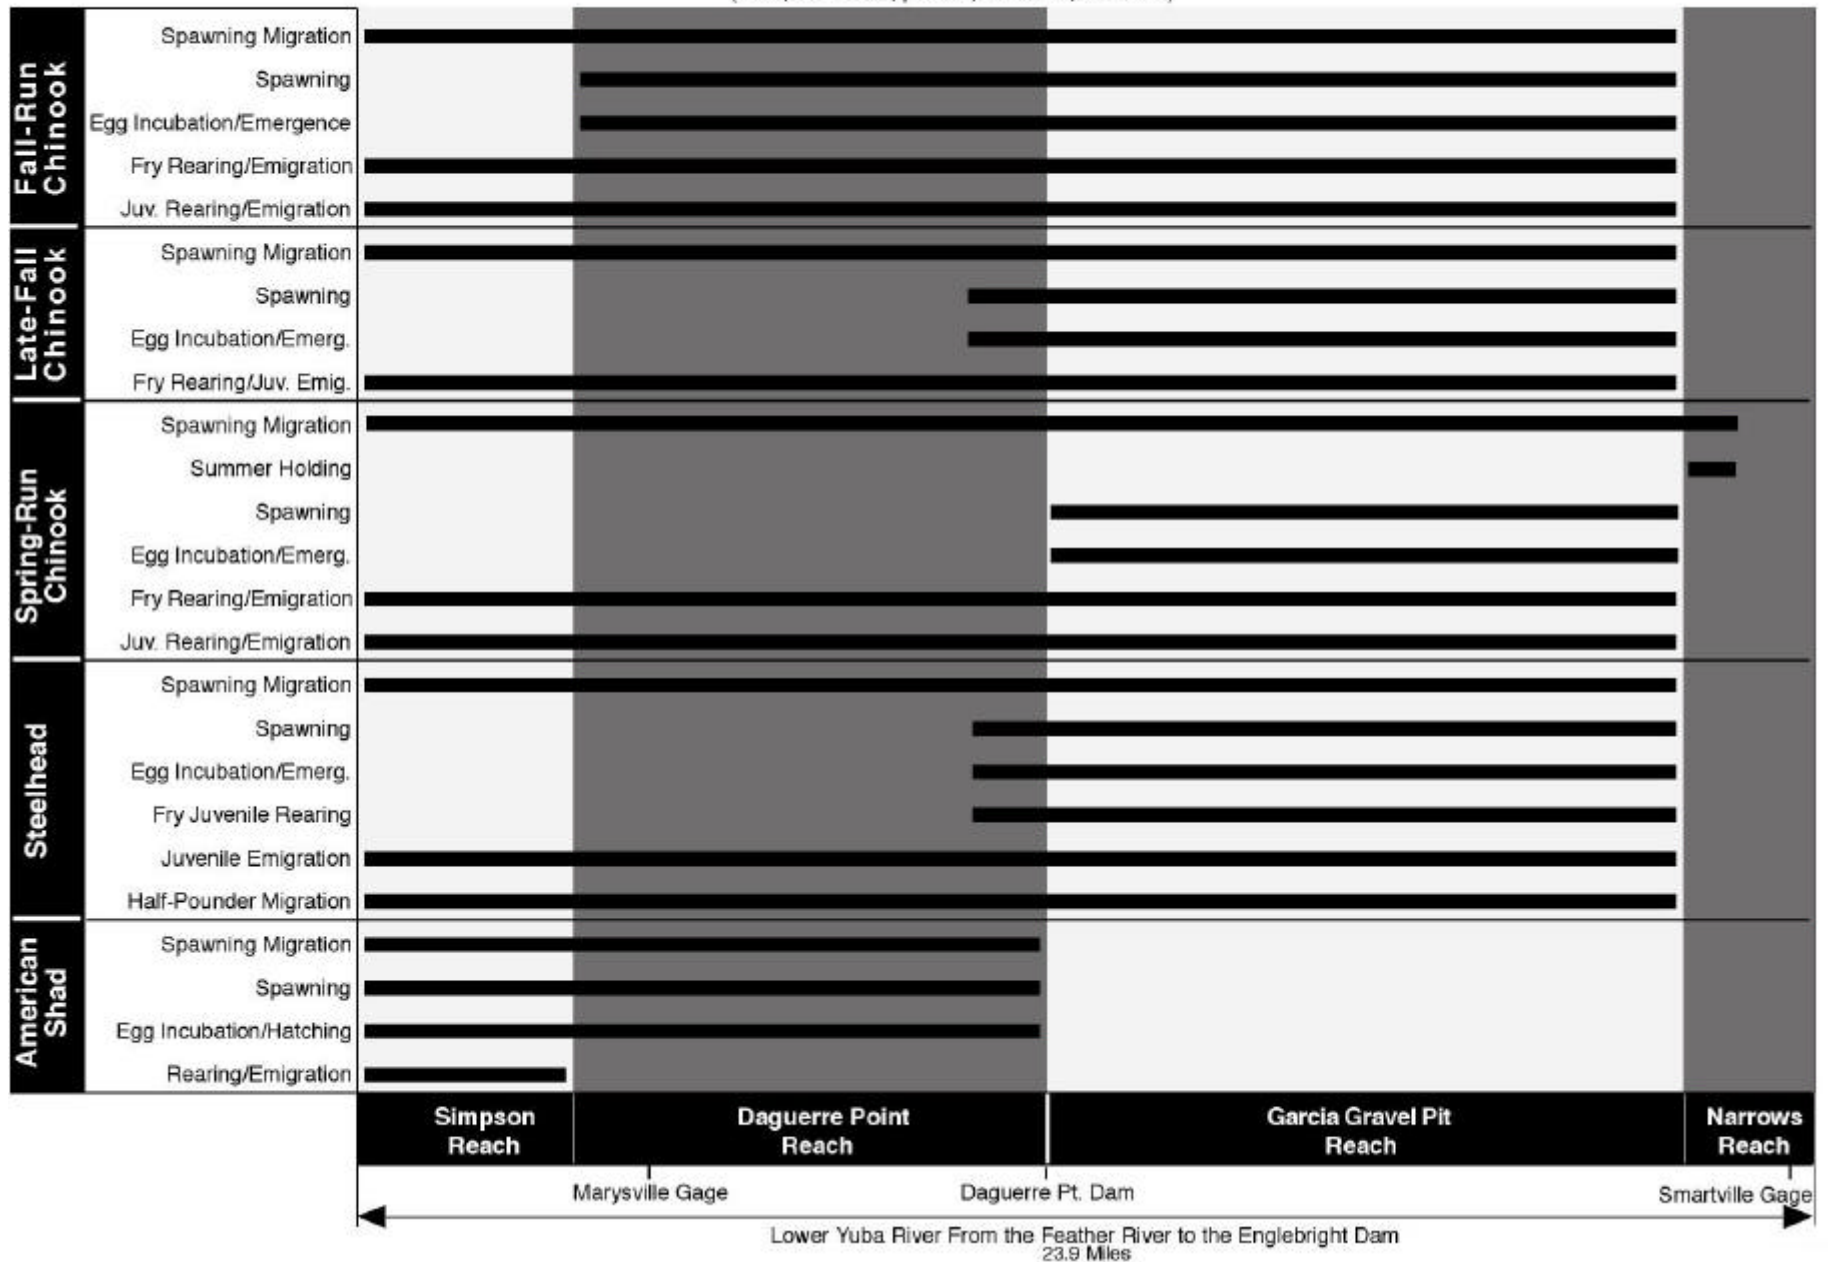 Fall-Run
Chinook
Spawning Migration
Spawning
Egg Incubation/Emergence
Fry Rearing/Emigration
Juv. Rearing/Emigration
Late-Fall
Chinook
Spawning Migration
Spawning
Egg Incubation/Emerg.
Fry Rearing/Juv. Emig.
Spring-Run
Chinook
Spawning Migration
Summer Holding
Spawning
Egg Incubation/Emerg.
Fry Rearing/Emigration
Juv. Rearing/Emigration
Steelhead
Spawning Migration
Spawning
Egg Incubation/Emerg.
Fry Juvenile Rearing
Juvenile Emigration
Half-Pounder Migration
American
Shad
Spawning Migration
Spawning
Egg Incubation/Hatching
Rearing/Emigration
Simpson
Reach
Daguerre Point
Reach
Garcia Gravel Pit
Reach
Narrows
Reach
Marysville Gage
Daguerre Pt. Dam
Smartville Gage
Lower Yuba River From the Feather River to the Englebright Dam
23.9 Miles